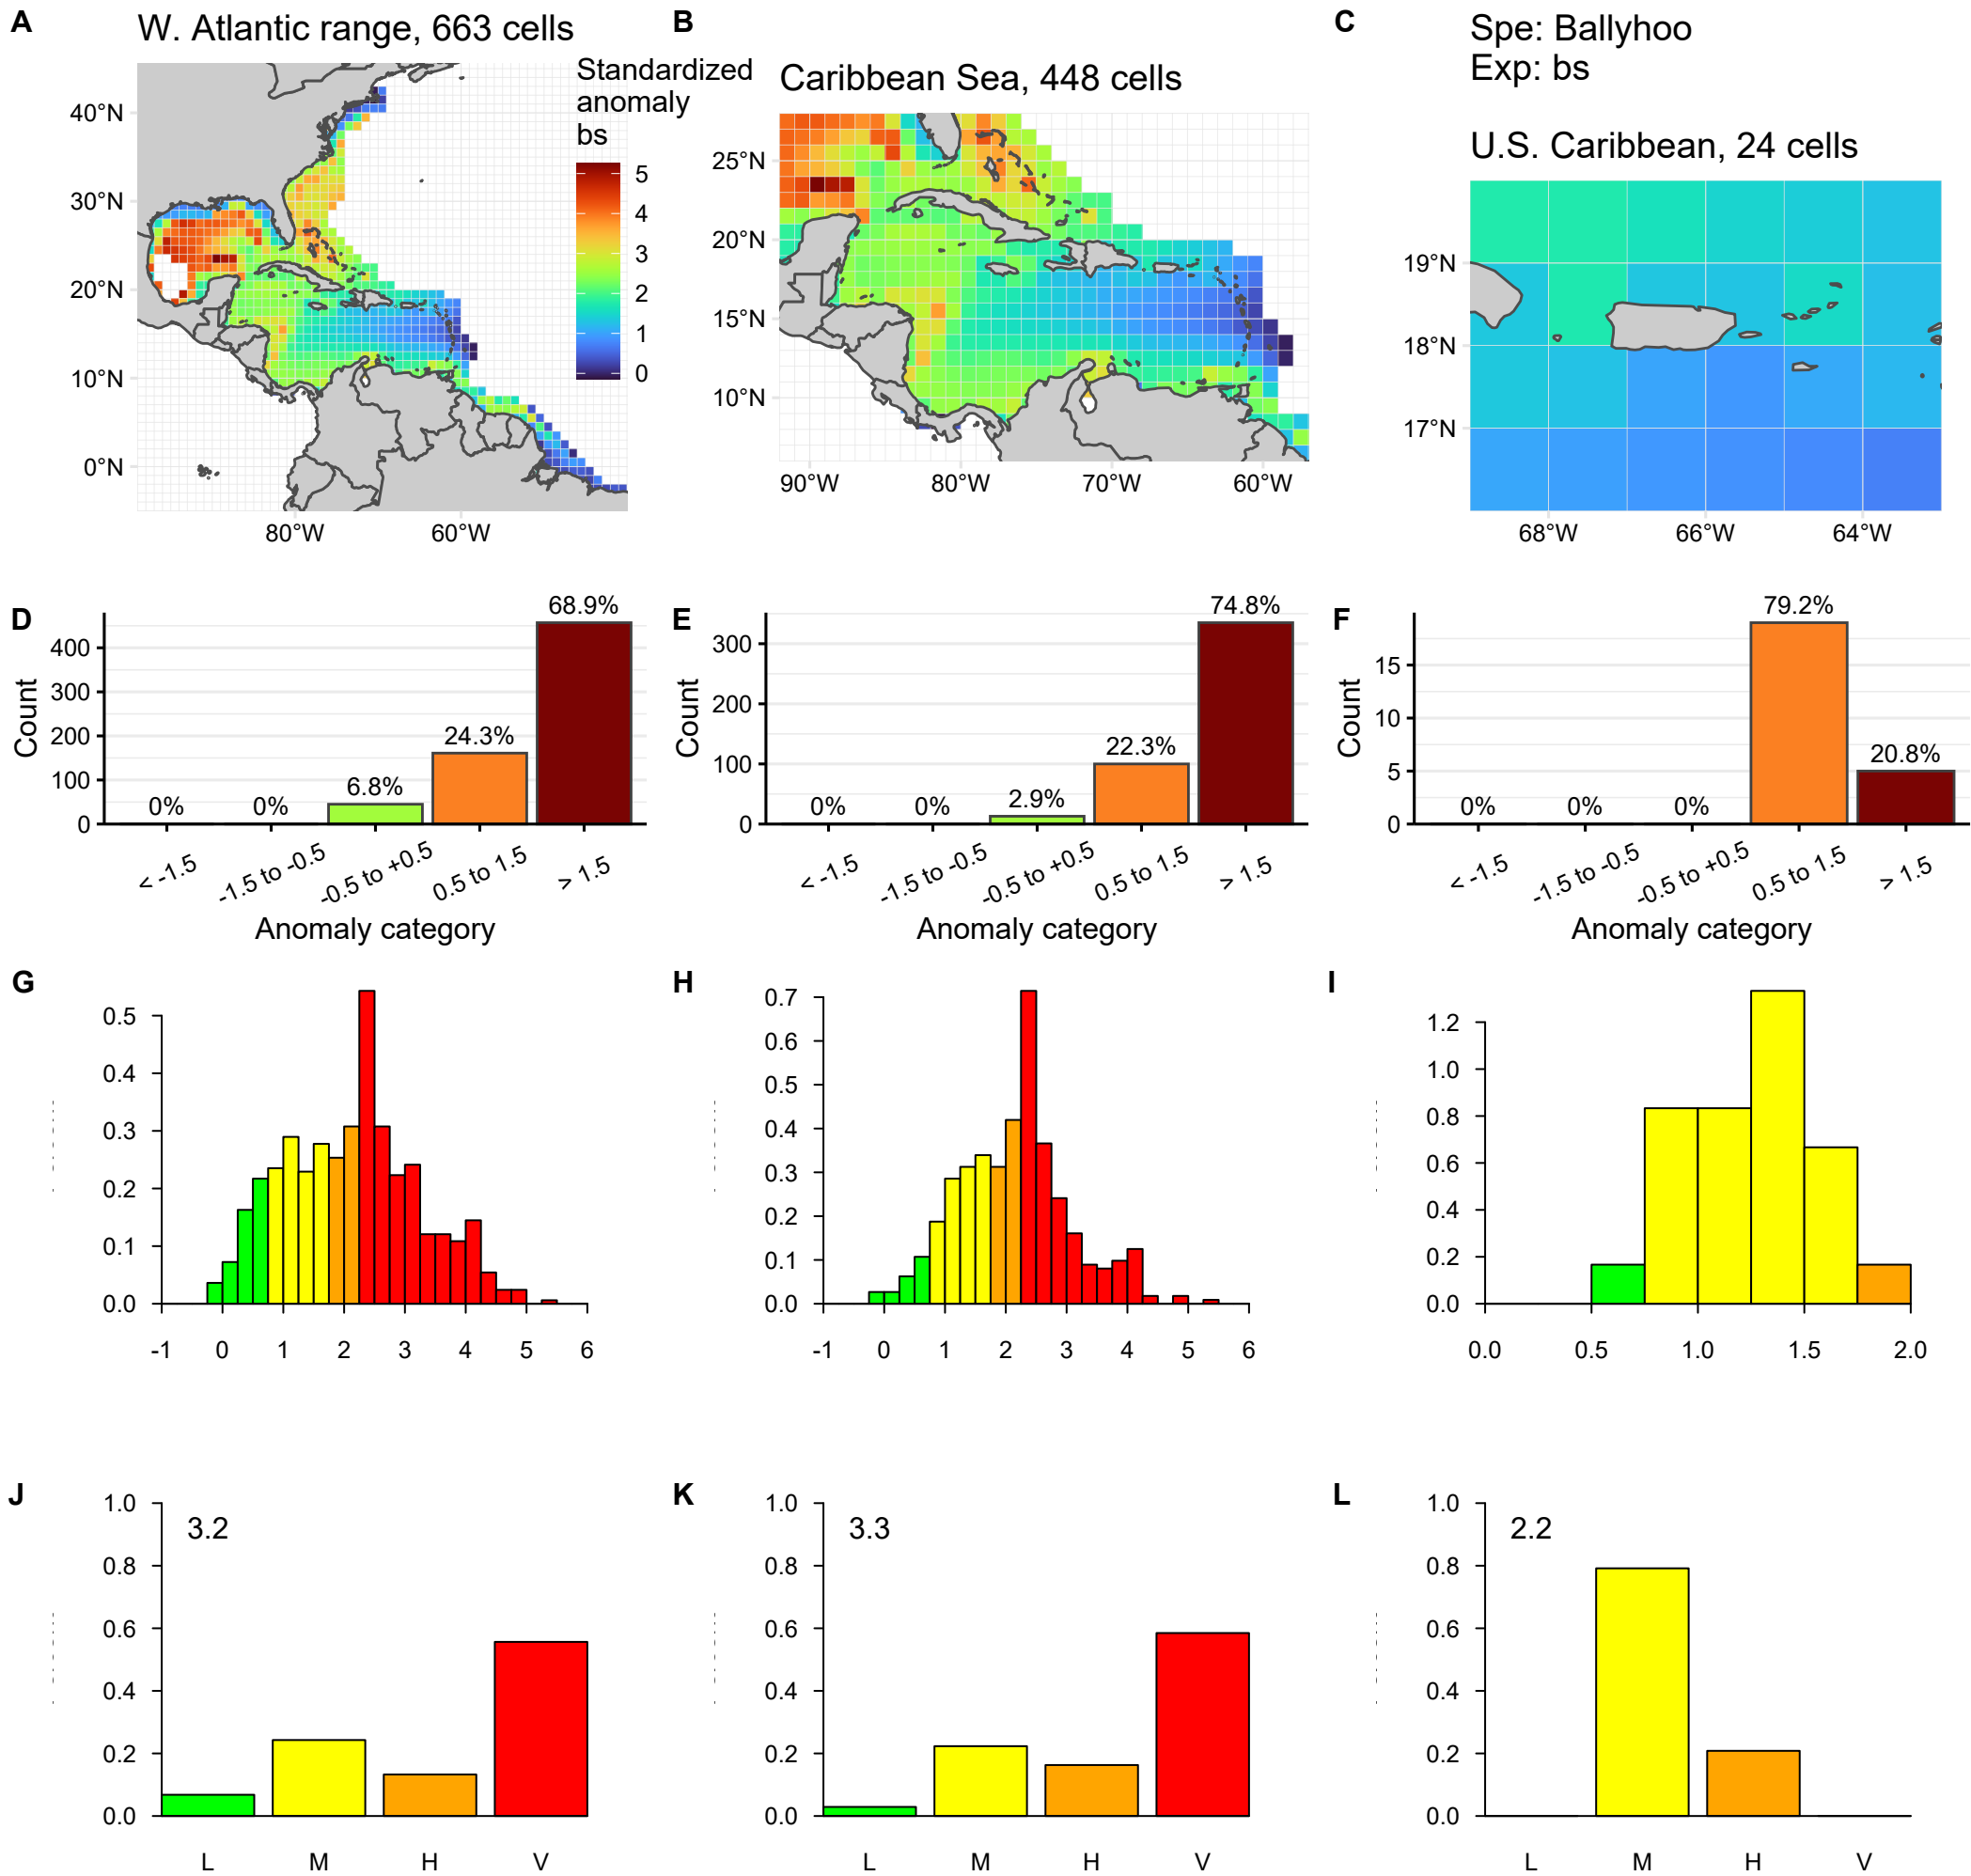 A
W. Atlantic range, 663 cells
Standardized
anomaly
bs
5
4
3
2
1
0
40°N
30°N
20°N
10°N
0°N
80°W
60°W
B
Caribbean Sea, 448 cells
25°N
20°N
15°N
10°N
90°W
80°W
70°W
60°W
C
Spe: Ballyhoo
Exp: bs
U.S. Caribbean, 24 cells
19°N
18°N
17°N
68°W
66°W
64°W
D
Count
400
300
200
100
0
0%
0%
6.8%
24.3%
68.9%
< -1.5
-1.5 to -0.5
-0.5 to +0.5
0.5 to 1.5
> 1.5
Anomaly category
E
Count
300
200
100
0
0%
0%
2.9%
22.3%
74.8%
< -1.5
-1.5 to -0.5
-0.5 to +0.5
0.5 to 1.5
> 1.5
Anomaly category
F
Count
15
10
5
0
0%
0%
0%
79.2%
20.8%
< -1.5
-1.5 to -0.5
-0.5 to +0.5
0.5 to 1.5
> 1.5
Anomaly category
G
0.5
0.4
0.3
0.2
0.1
0.0
-1 0 1 2 3 4 5 6
H
0.7
0.6
0.5
0.4
0.3
0.2
0.1
0.0
-1 0 1 2 3 4 5 6
I
1.2
1.0
0.8
0.6
0.4
0.2
0.0
0.0 0.5 1.0 1.5 2.0
J
3.2
1.0
0.8
0.6
0.4
0.2
0.0
L M H V
K
3.3
1.0
0.8
0.6
0.4
0.2
0.0
L M H V
L
2.2
1.0
0.8
0.6
0.4
0.2
0.0
L M H V